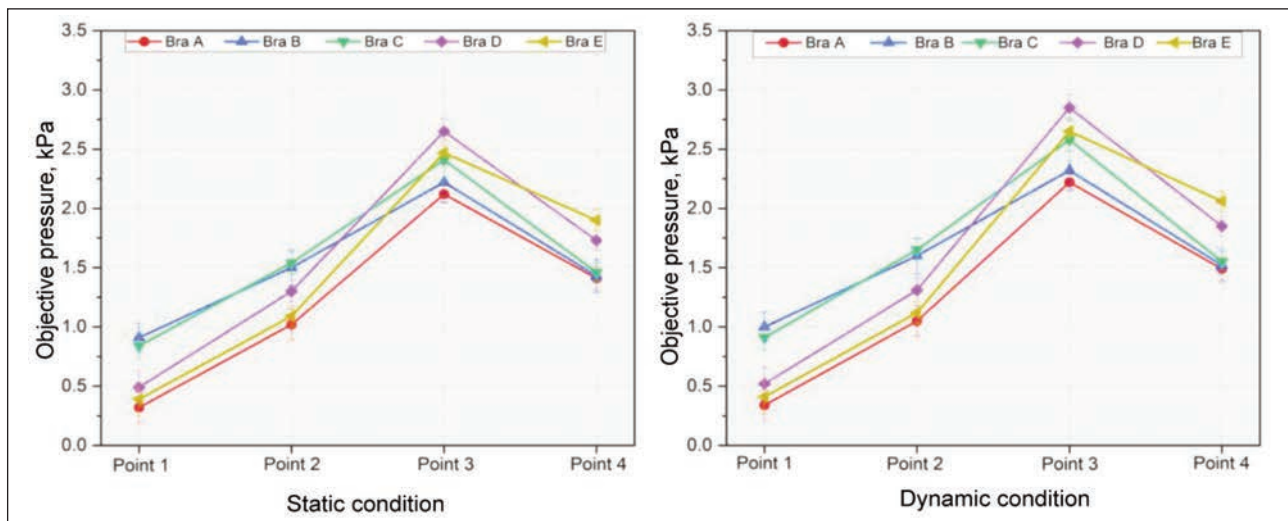 3.5
Bra A Bra B Bra C Bra D Bra E
3.0
2.5
2.0
1.5
1.0
0.5
0.0
Objective pressure, kPa
Point 1 Point 2 Point 3 Point 4
Static condition
3.5
Bra A Bra B Bra C Bra D Bra E
3.0
2.5
2.0
1.5
1.0
0.5
0.0
Objective pressure, kPa
Point 1 Point 2 Point 3 Point 4
Dynamic condition